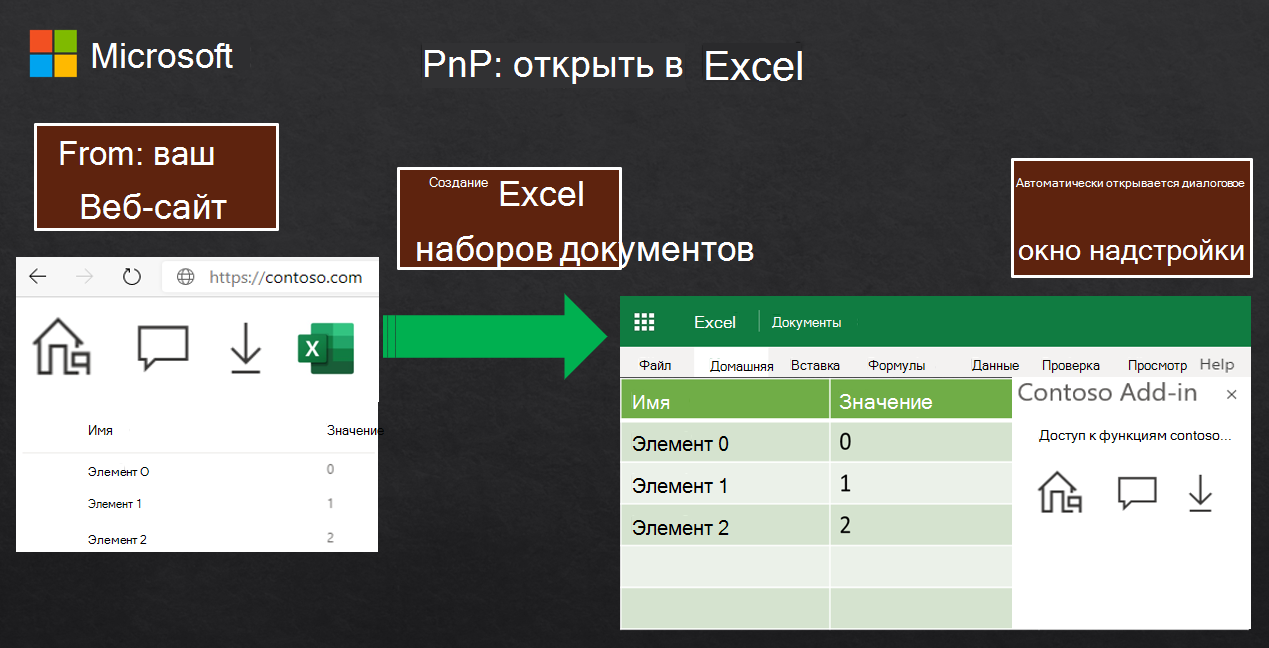 Microsoft
PnP: открыть в Excel
From: ваш
Веб-сайт
Создание Excel
наборов документов
Автоматически открывается диалоговое
окно надстройки
https://contoso.com
X
Имя Значение
Элемент О 0
Элемент 1 1
Элемент 2 2
Excel Документы
Файл Домашняя Вставка Формулы Данные Проверка Просмотр Help
Имя Значение
Элемент 0 0
Элемент 1 1
Элемент 2 2
Contoso Add-in ×
Доступ к функциям contoso...